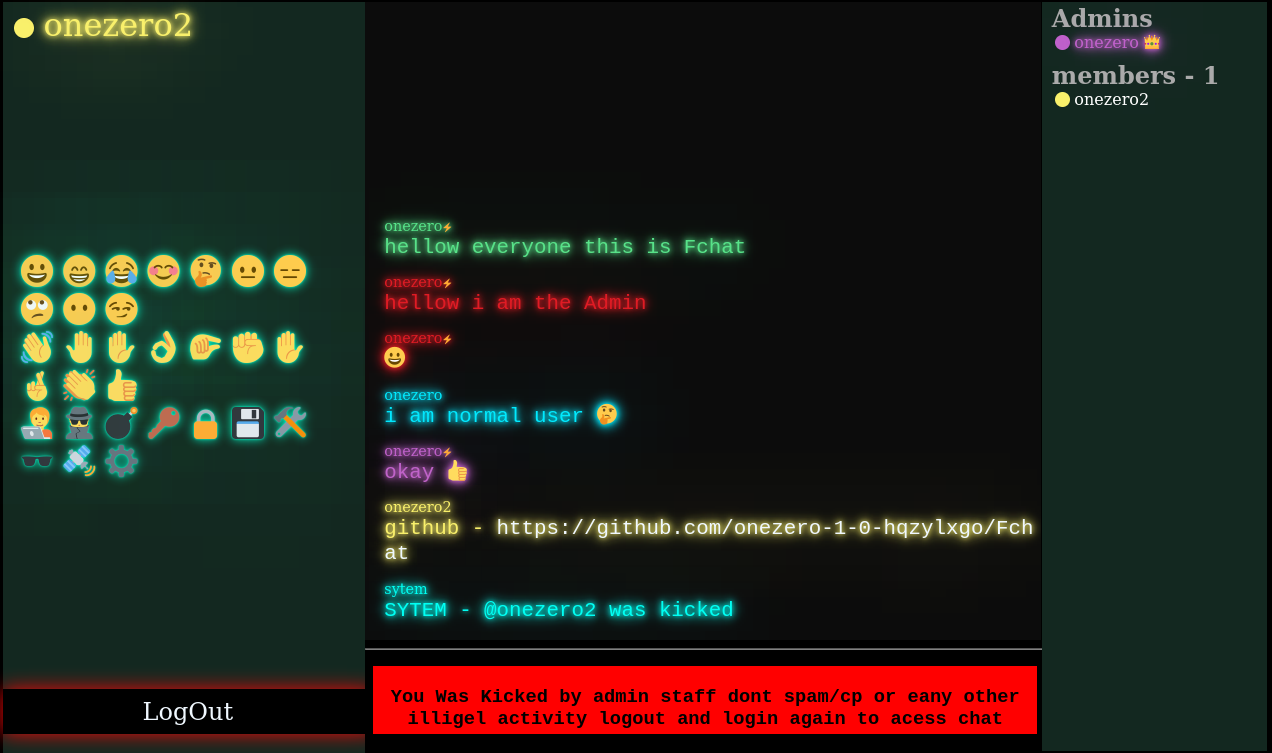 onezero2
onezero⚡
hellow everyone this is Fchat
onezero⚡
hellow i am the Admin
onezero⚡
😀
onezero
i am normal user 🤔
onezero⚡
okay 👍
onezero2
github - https://github.com/onezero-1-0-hqzylxgo/Fch
at
sytem
SYTEM - @onezero2 was kicked
You Was Kicked by admin staff dont spam/cp or eany other
illigel activity logout and login again to acess chat
LogOut
Admins
onezero 👑
members - 1
onezero2